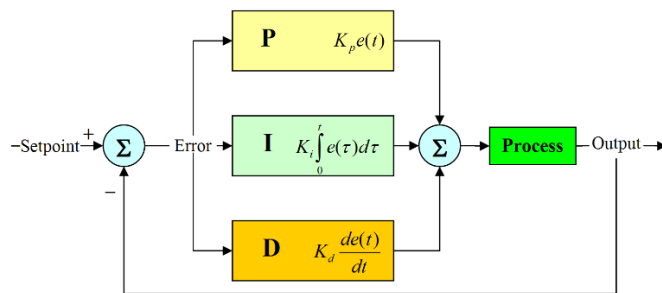 P K_p e(t)
Setpoint + Σ Error I K_i ∫_0^t e(τ)dτ Σ Process Output
−
D K_d de(t)/dt